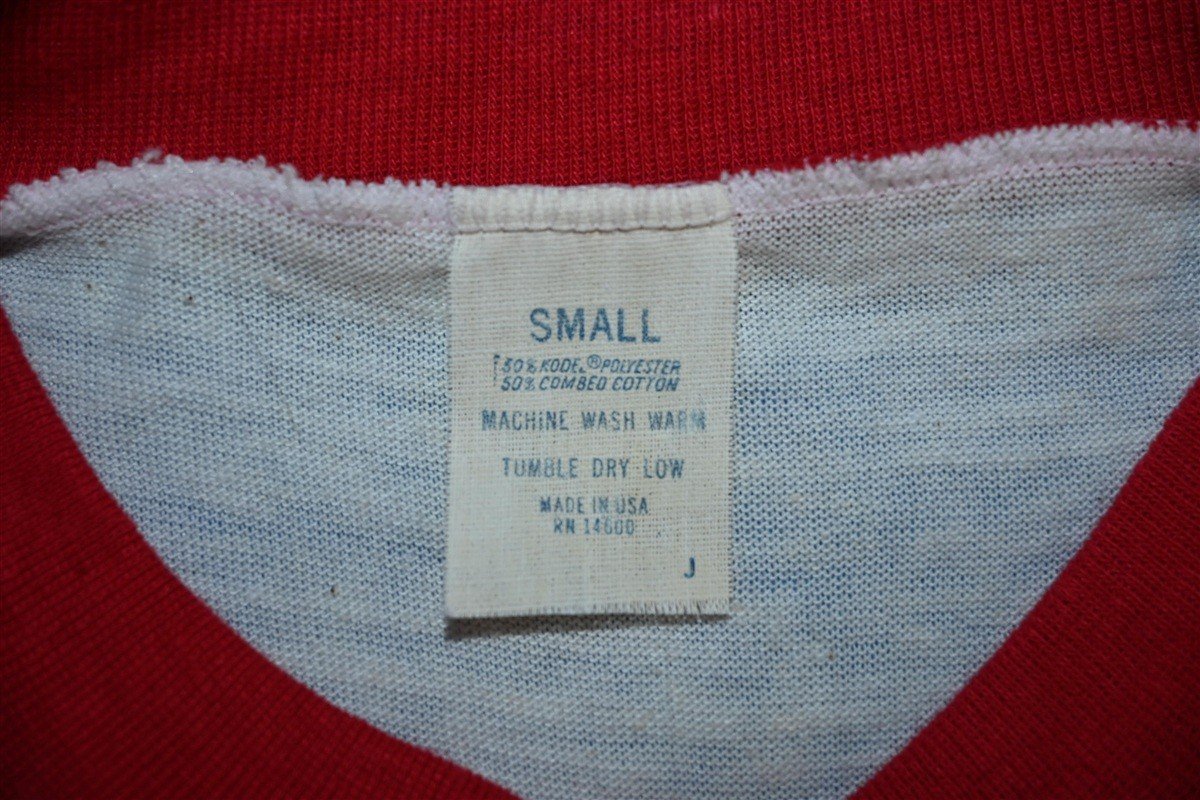 SMALL
50% KODEL® POLYESTER
50% COMBED COTTON
MACHINE WASH WARM
TUMBLE DRY LOW
MADE IN USA
RN 14600
J